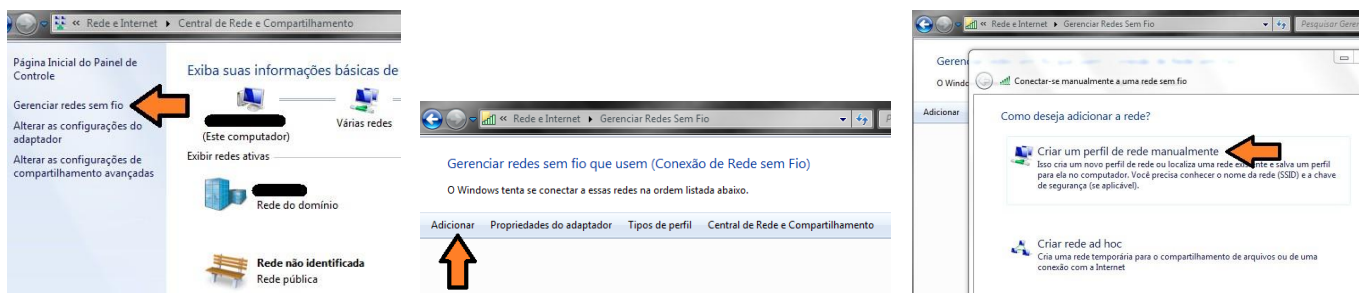 « Rede e Internet ▸ Central de Rede e Compartilhamento
Página Inicial do Painel de
Controle
Gerenciar redes sem fio
Alterar as configurações do
adaptador
Alterar as configurações de
compartilhamento avançadas
Exiba suas informações básicas de
(Este computador)
Várias redes
Exibir redes ativas
Rede do domínio
Rede não identificada
Rede pública
« Rede e Internet ▸ Gerenciar Redes Sem Fio
Gerenciar redes sem fio que usem (Conexão de Rede sem Fio)
O Windows tenta se conectar a essas redes na ordem listada abaixo.
Adicionar Propriedades do adaptador Tipos de perfil Central de Rede e Compartilhamento
« Rede e Internet ▸ Gerenciar Redes Sem Fio
Pesquisar Geren
Geren
O Windo
Adicionar
Conectar-se manualmente a uma rede sem fio
Como deseja adicionar a rede?
Criar um perfil de rede manualmente
Isso cria um novo perfil de rede ou localiza uma rede existente e salva um perfil
para ela no computador. Você precisa conhecer o nome da rede (SSID) e a chave
de segurança (se aplicável).
Criar rede ad hoc
Cria uma rede temporária para o compartilhamento de arquivos ou de uma
conexão com a Internet